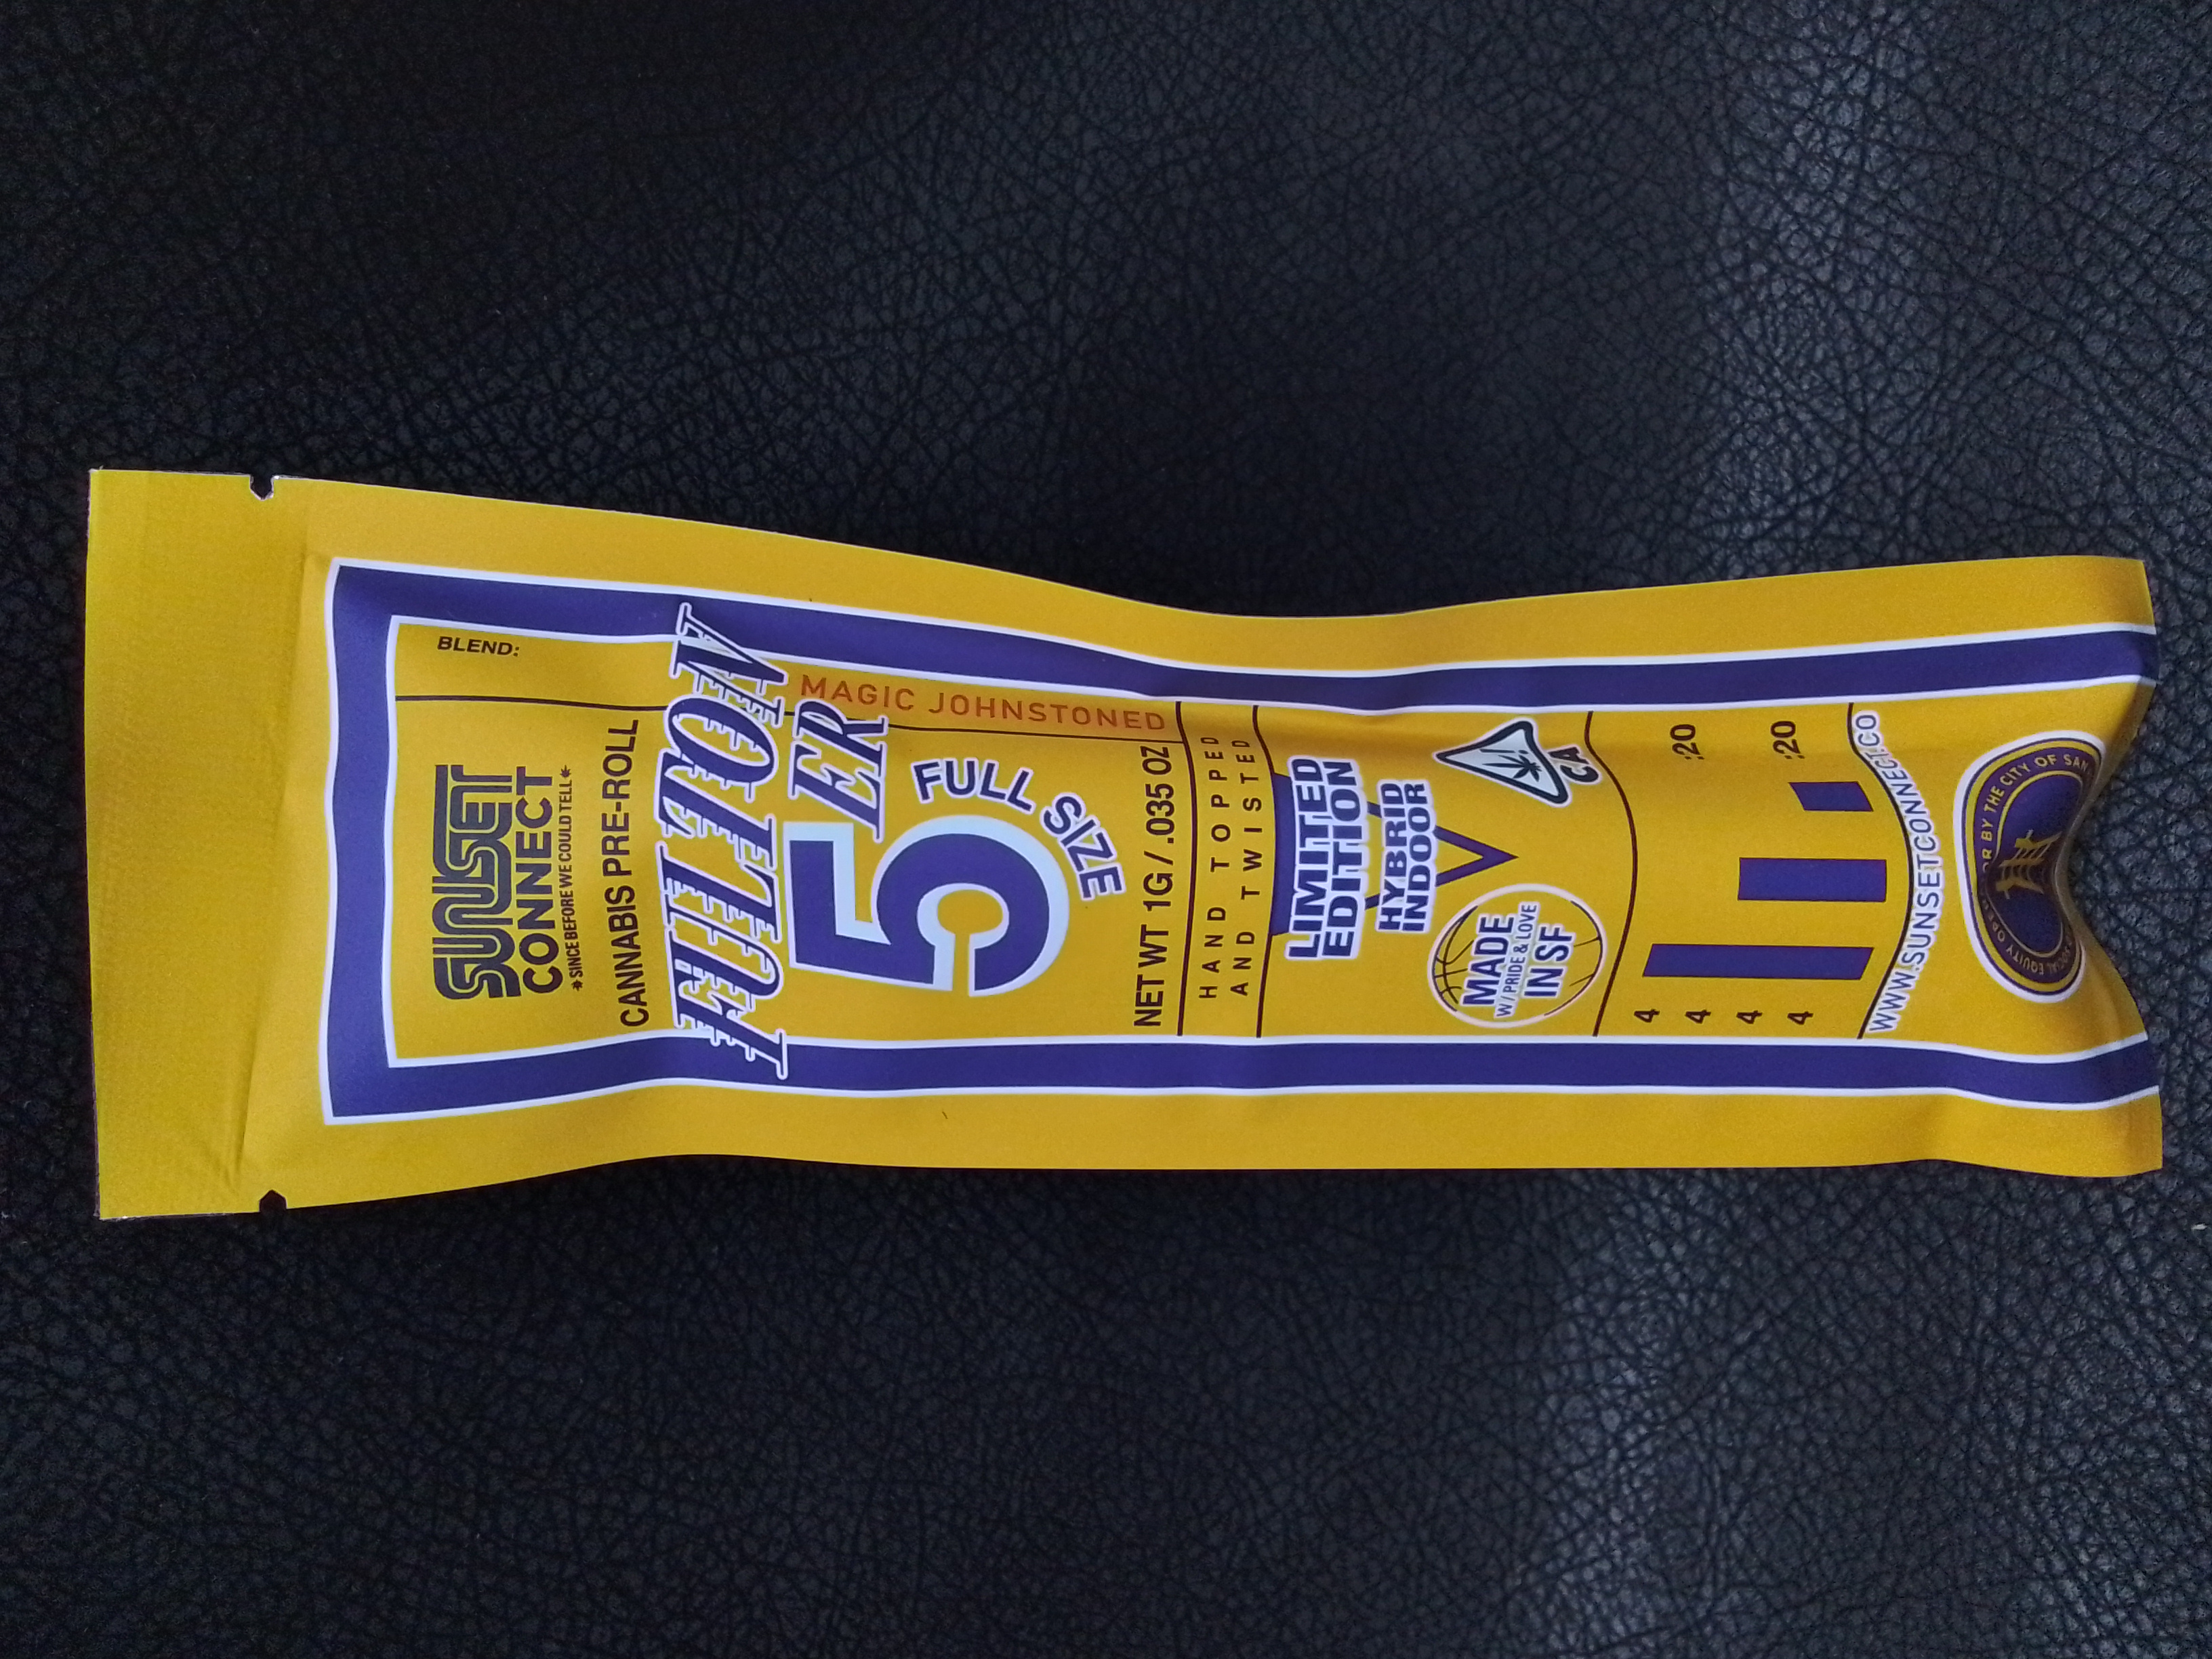 BLEND:
MAGIC JOHNSTONED
SUNSET
CONNECT
SINCE BEFORE WE COULD TELL
CANNABIS PRE-ROLL
FULTON
5ER
FULL SIZE
NET WT 1G / .035 OZ
HAND TOPPED
AND TWISTED
LIMITED
EDITION
HYBRID
INDOOR
CA
MADE
W/ PRIDE & LOVE
IN SF
4 :20
4
4 :20
4
WWW.SUNSETCONNECT.CO
BY THE CITY OF SAN
EQUITY